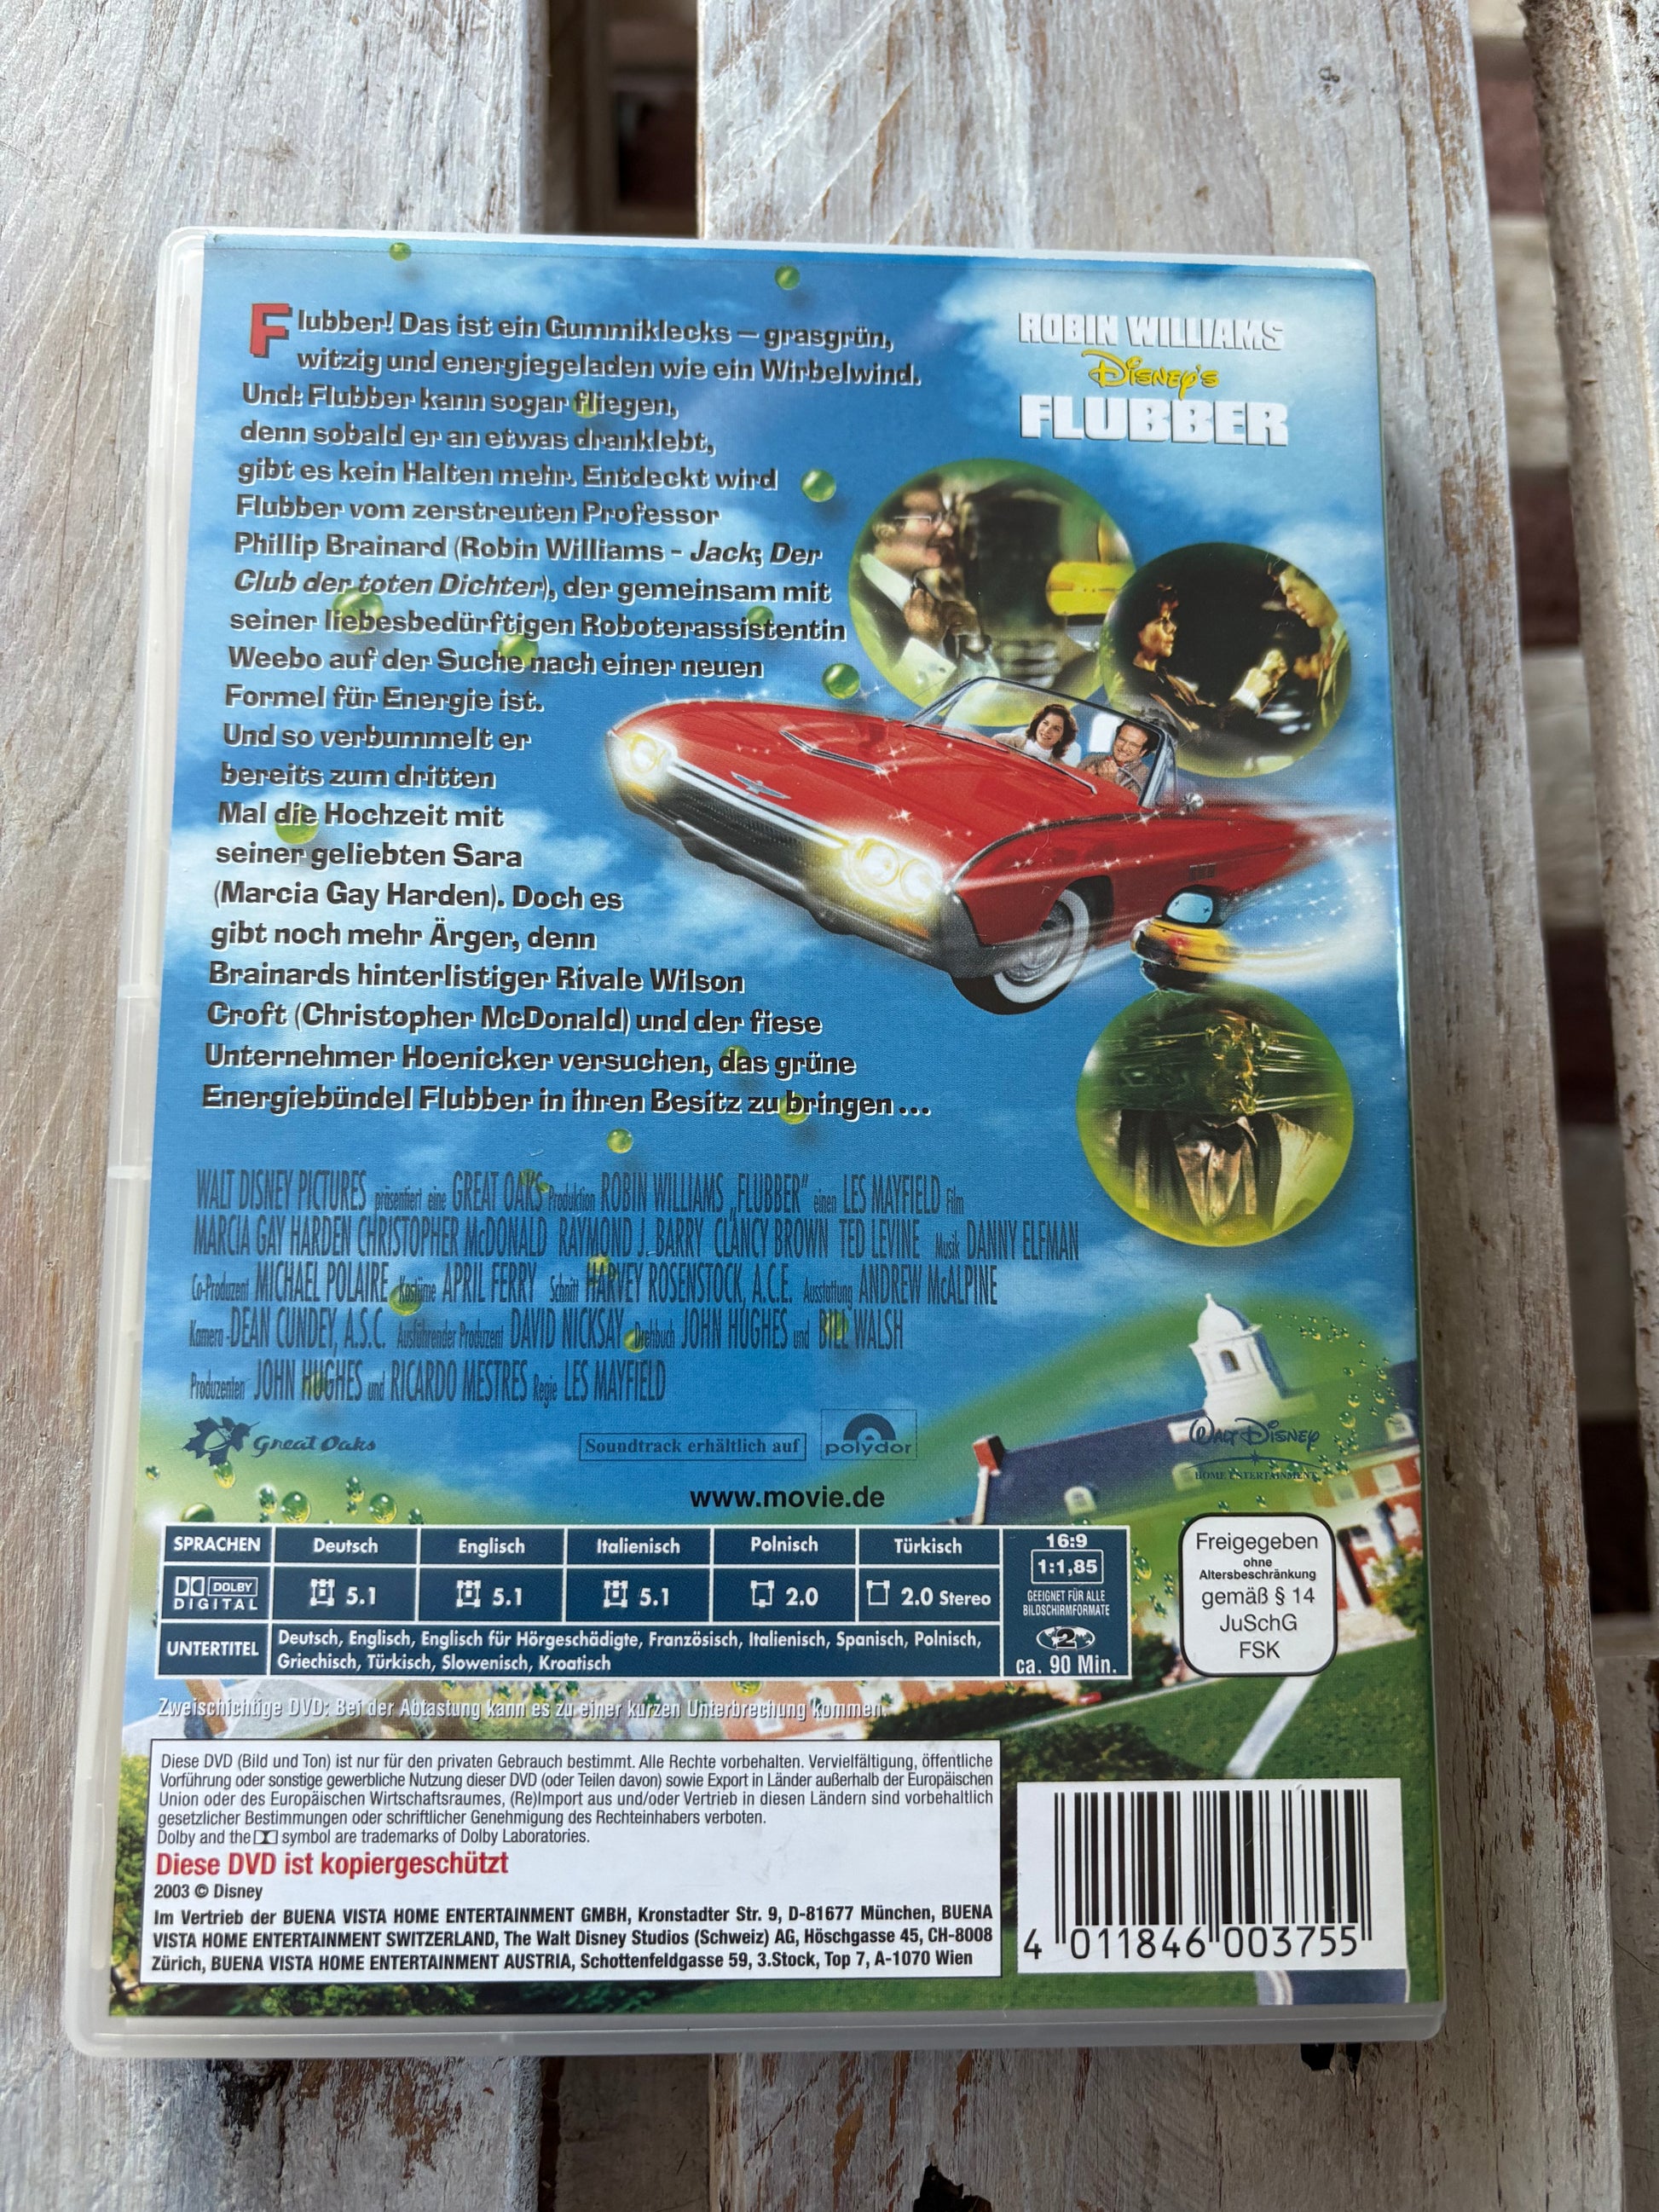 Flubber! Das ist ein Gummiklecks – grasgrün,
witzig und energiegeladen wie ein Wirbelwind.
Und: Flubber kann sogar fliegen,
denn sobald er an etwas dranklebt,
gibt es kein Halten mehr. Entdeckt wird
Flubber vom zerstreuten Professor
Phillip Brainard (Robin Williams - Jack; Der
Club der toten Dichter), der gemeinsam mit
seiner liebesbedürftigen Roboterassistentin
Weebo auf der Suche nach einer neuen
Formel für Energie ist.
Und so verbummelt er
bereits zum dritten
Mal die Hochzeit mit
seiner geliebten Sara
(Marcia Gay Harden). Doch es
gibt noch mehr Ärger, denn
Brainards hinterlistiger Rivale Wilson
Croft (Christopher McDonald) und der fiese
Unternehmer Hoenicker versuchen, das grüne
Energiebündel Flubber in ihren Besitz zu bringen ...
ROBIN WILLIAMS
Disney's
FLUBBER
WALT DISNEY PICTURES präsentiert eine GREAT OAKS Produktion ROBIN WILLIAMS „FLUBBER" einen LES MAYFIELD Film
MARCIA GAY HARDEN CHRISTOPHER McDONALD RAYMOND J. BARRY CLANCY BROWN TED LEVINE Musik DANNY ELFMAN
Co-Produzent MICHAEL POLAIRE Kostüme APRIL FERRY Schnitt HARVEY ROSENSTOCK, A.C.E. Ausstattung ANDREW McALPINE
Kamera DEAN CUNDEY, A.S.C. Ausführender Produzent DAVID NICKSAY Drehbuch JOHN HUGHES und BILL WALSH
Produzenten JOHN HUGHES und RICARDO MESTRES Regie LES MAYFIELD
Great Oaks
Soundtrack erhältlich auf
polydor
WALT DISNEY
HOME ENTERTAINMENT
www.movie.de
SPRACHEN Deutsch Englisch Italienisch Polnisch Türkisch
DOLBY DIGITAL 5.1 5.1 5.1 2.0 2.0 Stereo
UNTERTITEL Deutsch, Englisch, Englisch für Hörgeschädigte, Französisch, Italienisch, Spanisch, Polnisch,
Griechisch, Türkisch, Slowenisch, Kroatisch
16:9
1:1,85
GEEIGNET FÜR ALLE
BILDSCHIRMFORMATE
2
ca. 90 Min.
Freigegeben
ohne
Altersbeschränkung
gemäß § 14
JuSchG
FSK
Zweischichtige DVD: Bei der Abtastung kann es zu einer kurzen Unterbrechung kommen.
Diese DVD (Bild und Ton) ist nur für den privaten Gebrauch bestimmt. Alle Rechte vorbehalten. Vervielfältigung, öffentliche
Vorführung oder sonstige gewerbliche Nutzung dieser DVD (oder Teilen davon) sowie Export in Länder außerhalb der Europäischen
Union oder des Europäischen Wirtschaftsraumes, (Re)Import aus und/oder Vertrieb in diesen Ländern sind vorbehaltlich
gesetzlicher Bestimmungen oder schriftlicher Genehmigung des Rechteinhabers verboten.
Dolby and the symbol are trademarks of Dolby Laboratories.
Diese DVD ist kopiergeschützt
2003 © Disney
Im Vertrieb der BUENA VISTA HOME ENTERTAINMENT GMBH, Kronstadter Str. 9, D-81677 München, BUENA
VISTA HOME ENTERTAINMENT SWITZERLAND, The Walt Disney Studios (Schweiz) AG, Höschgasse 45, CH-8008
Zürich, BUENA VISTA HOME ENTERTAINMENT AUSTRIA, Schottenfeldgasse 59, 3.Stock, Top 7, A-1070 Wien
4 011846 003755